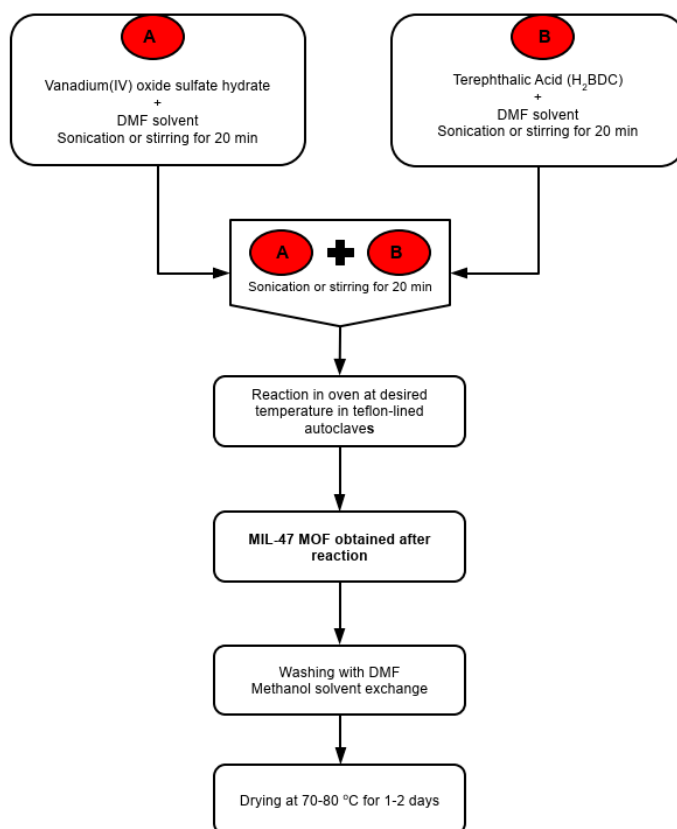 A
Vanadium(IV) oxide sulfate hydrate
+
DMF solvent
Sonication or stirring for 20 min
B
Terephthalic Acid (H₂BDC)
+
DMF solvent
Sonication or stirring for 20 min
A + B
Sonication or stirring for 20 min
Reaction in oven at desired
temperature in teflon-lined
autoclaves
MIL-47 MOF obtained after
reaction
Washing with DMF
Methanol solvent exchange
Drying at 70-80 °C for 1-2 days